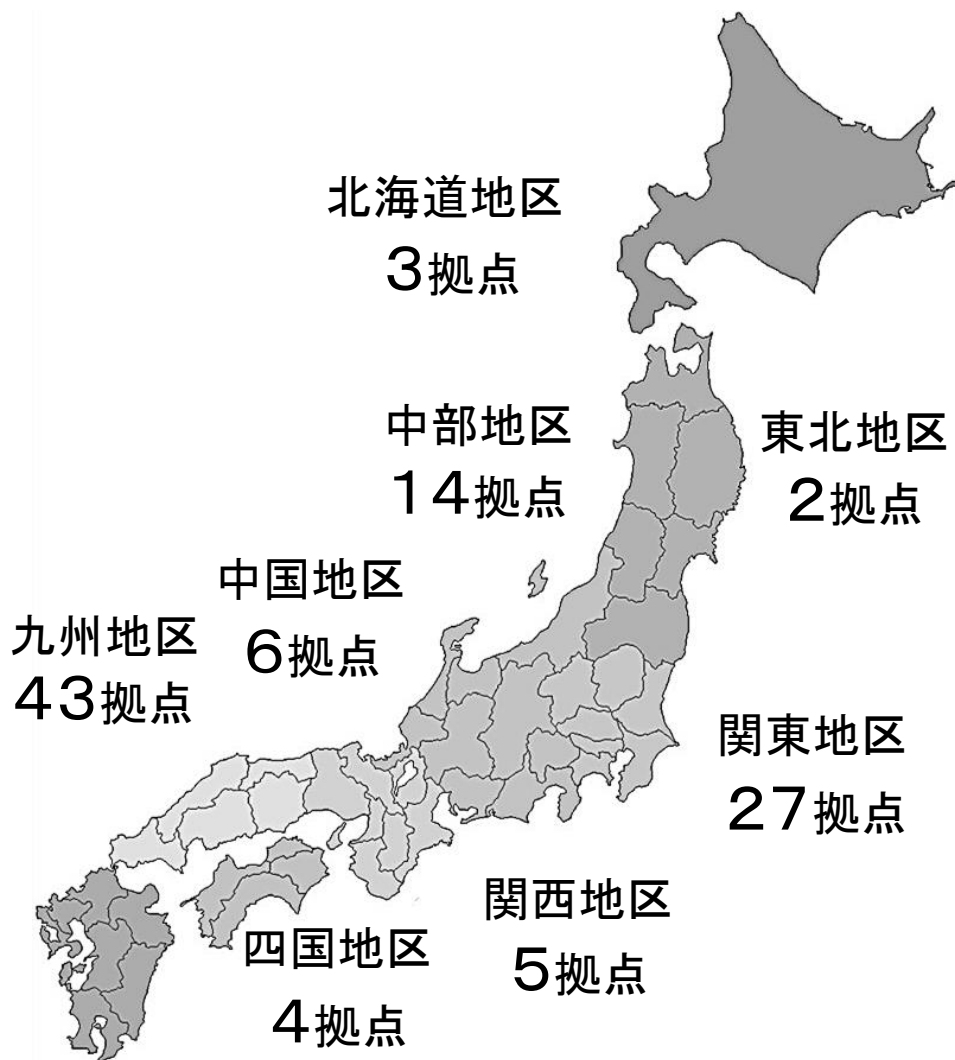 北海道地区
3拠点
中部地区
14拠点
東北地区
2拠点
中国地区
6拠点
九州地区
43拠点
関東地区
27拠点
関西地区
5拠点
四国地区
4拠点